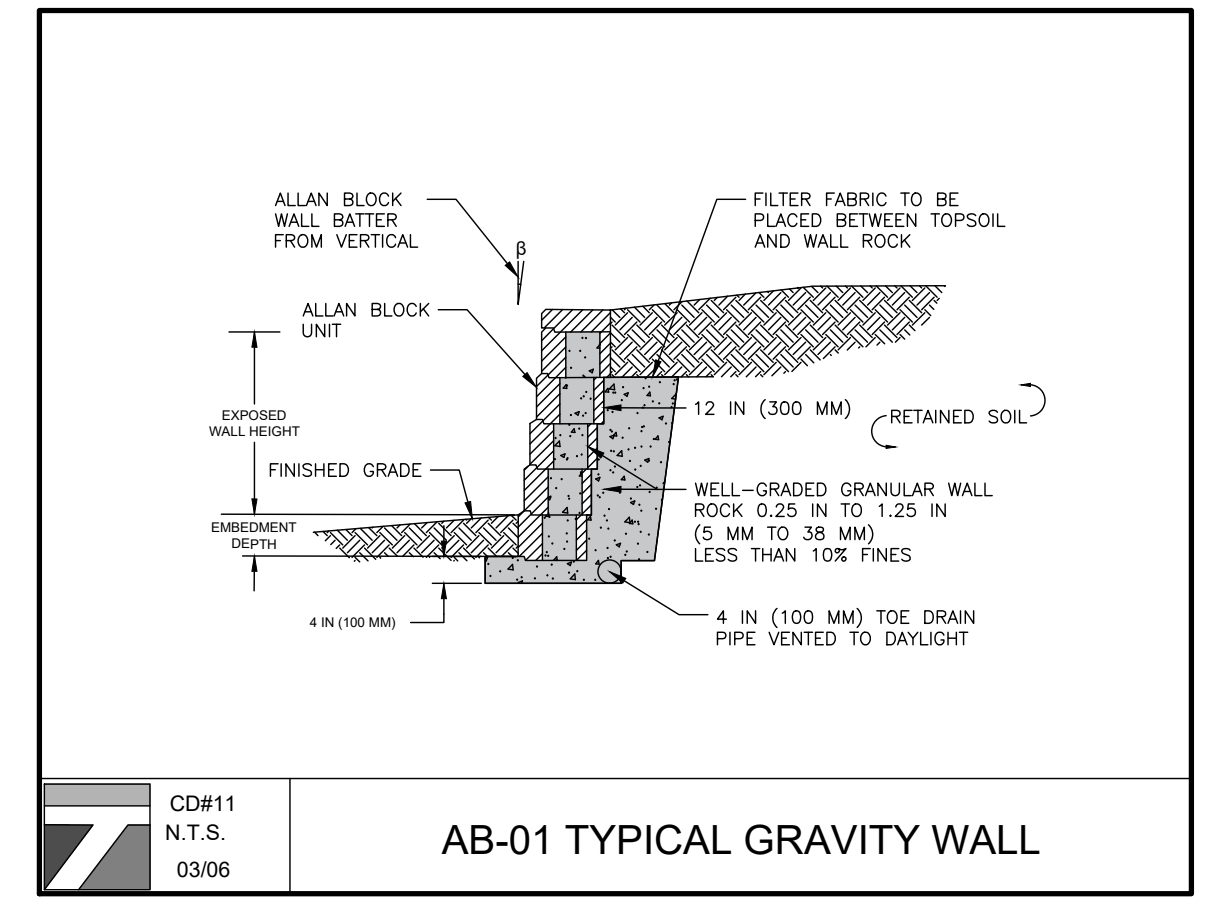 ALLAN BLOCK
WALL BATTER
FROM VERTICAL
β
FILTER FABRIC TO BE
PLACED BETWEEN TOPSOIL
AND WALL ROCK
ALLAN BLOCK
UNIT
EXPOSED
WALL HEIGHT
12 IN (300 MM)
RETAINED SOIL
FINISHED GRADE
WELL-GRADED GRANULAR WALL
ROCK 0.25 IN TO 1.25 IN
(5 MM TO 38 MM)
LESS THAN 10% FINES
EMBEDMENT
DEPTH
4 IN (100 MM)
4 IN (100 MM) TOE DRAIN
PIPE VENTED TO DAYLIGHT
CD#11
N.T.S.
03/06
AB-01 TYPICAL GRAVITY WALL